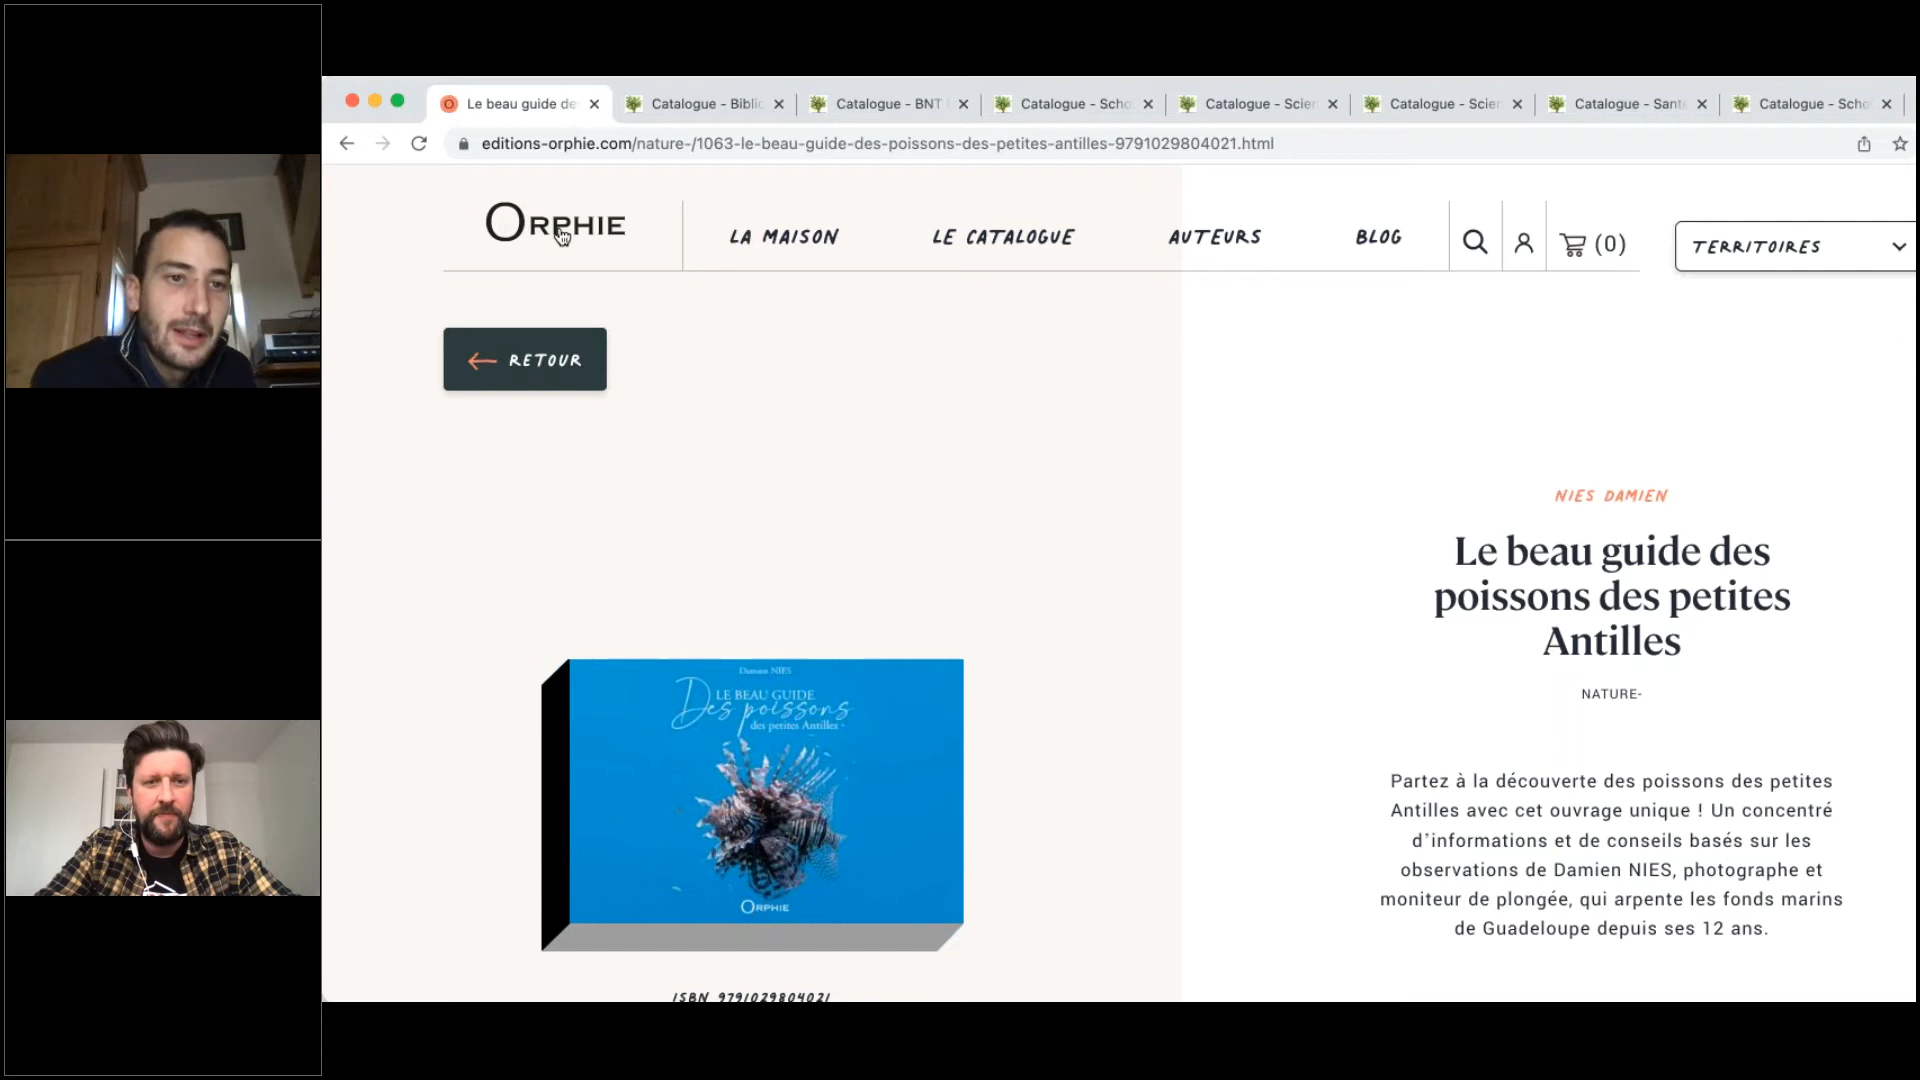 Le beau guide de
Catalogue - Biblio
Catalogue - BNT
Catalogue - Scho
Catalogue - Scien
Catalogue - Scien
Catalogue - Santé
Catalogue - Scho
editions-orphie.com/nature-/1063-le-beau-guide-des-poissons-des-petites-antilles-9791029804021.html
ORPHIE
LA MAISON
LE CATALOGUE
AUTEURS
BLOG
(0)
TERRITOIRES
RETOUR
NIES DAMIEN
Le beau guide des
poissons des petites
Antilles
NATURE-
Partez à la découverte des poissons des petites
Antilles avec cet ouvrage unique ! Un concentré
d’informations et de conseils basés sur les
observations de Damien NIES, photographe et
moniteur de plongée, qui arpente les fonds marins
de Guadeloupe depuis ses 12 ans.
Damien NIES
LE BEAU GUIDE
Des poissons
des petites Antilles
ORPHIE
ISBN 9791029804021